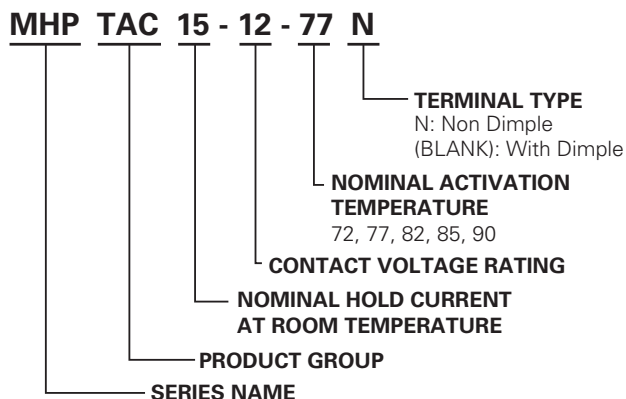 MHP TAC 15 - 12 - 77 N
TERMINAL TYPE
N: Non Dimple
(BLANK): With Dimple
NOMINAL ACTIVATION
TEMPERATURE
72, 77, 82, 85, 90
CONTACT VOLTAGE RATING
NOMINAL HOLD CURRENT
AT ROOM TEMPERATURE
PRODUCT GROUP
SERIES NAME